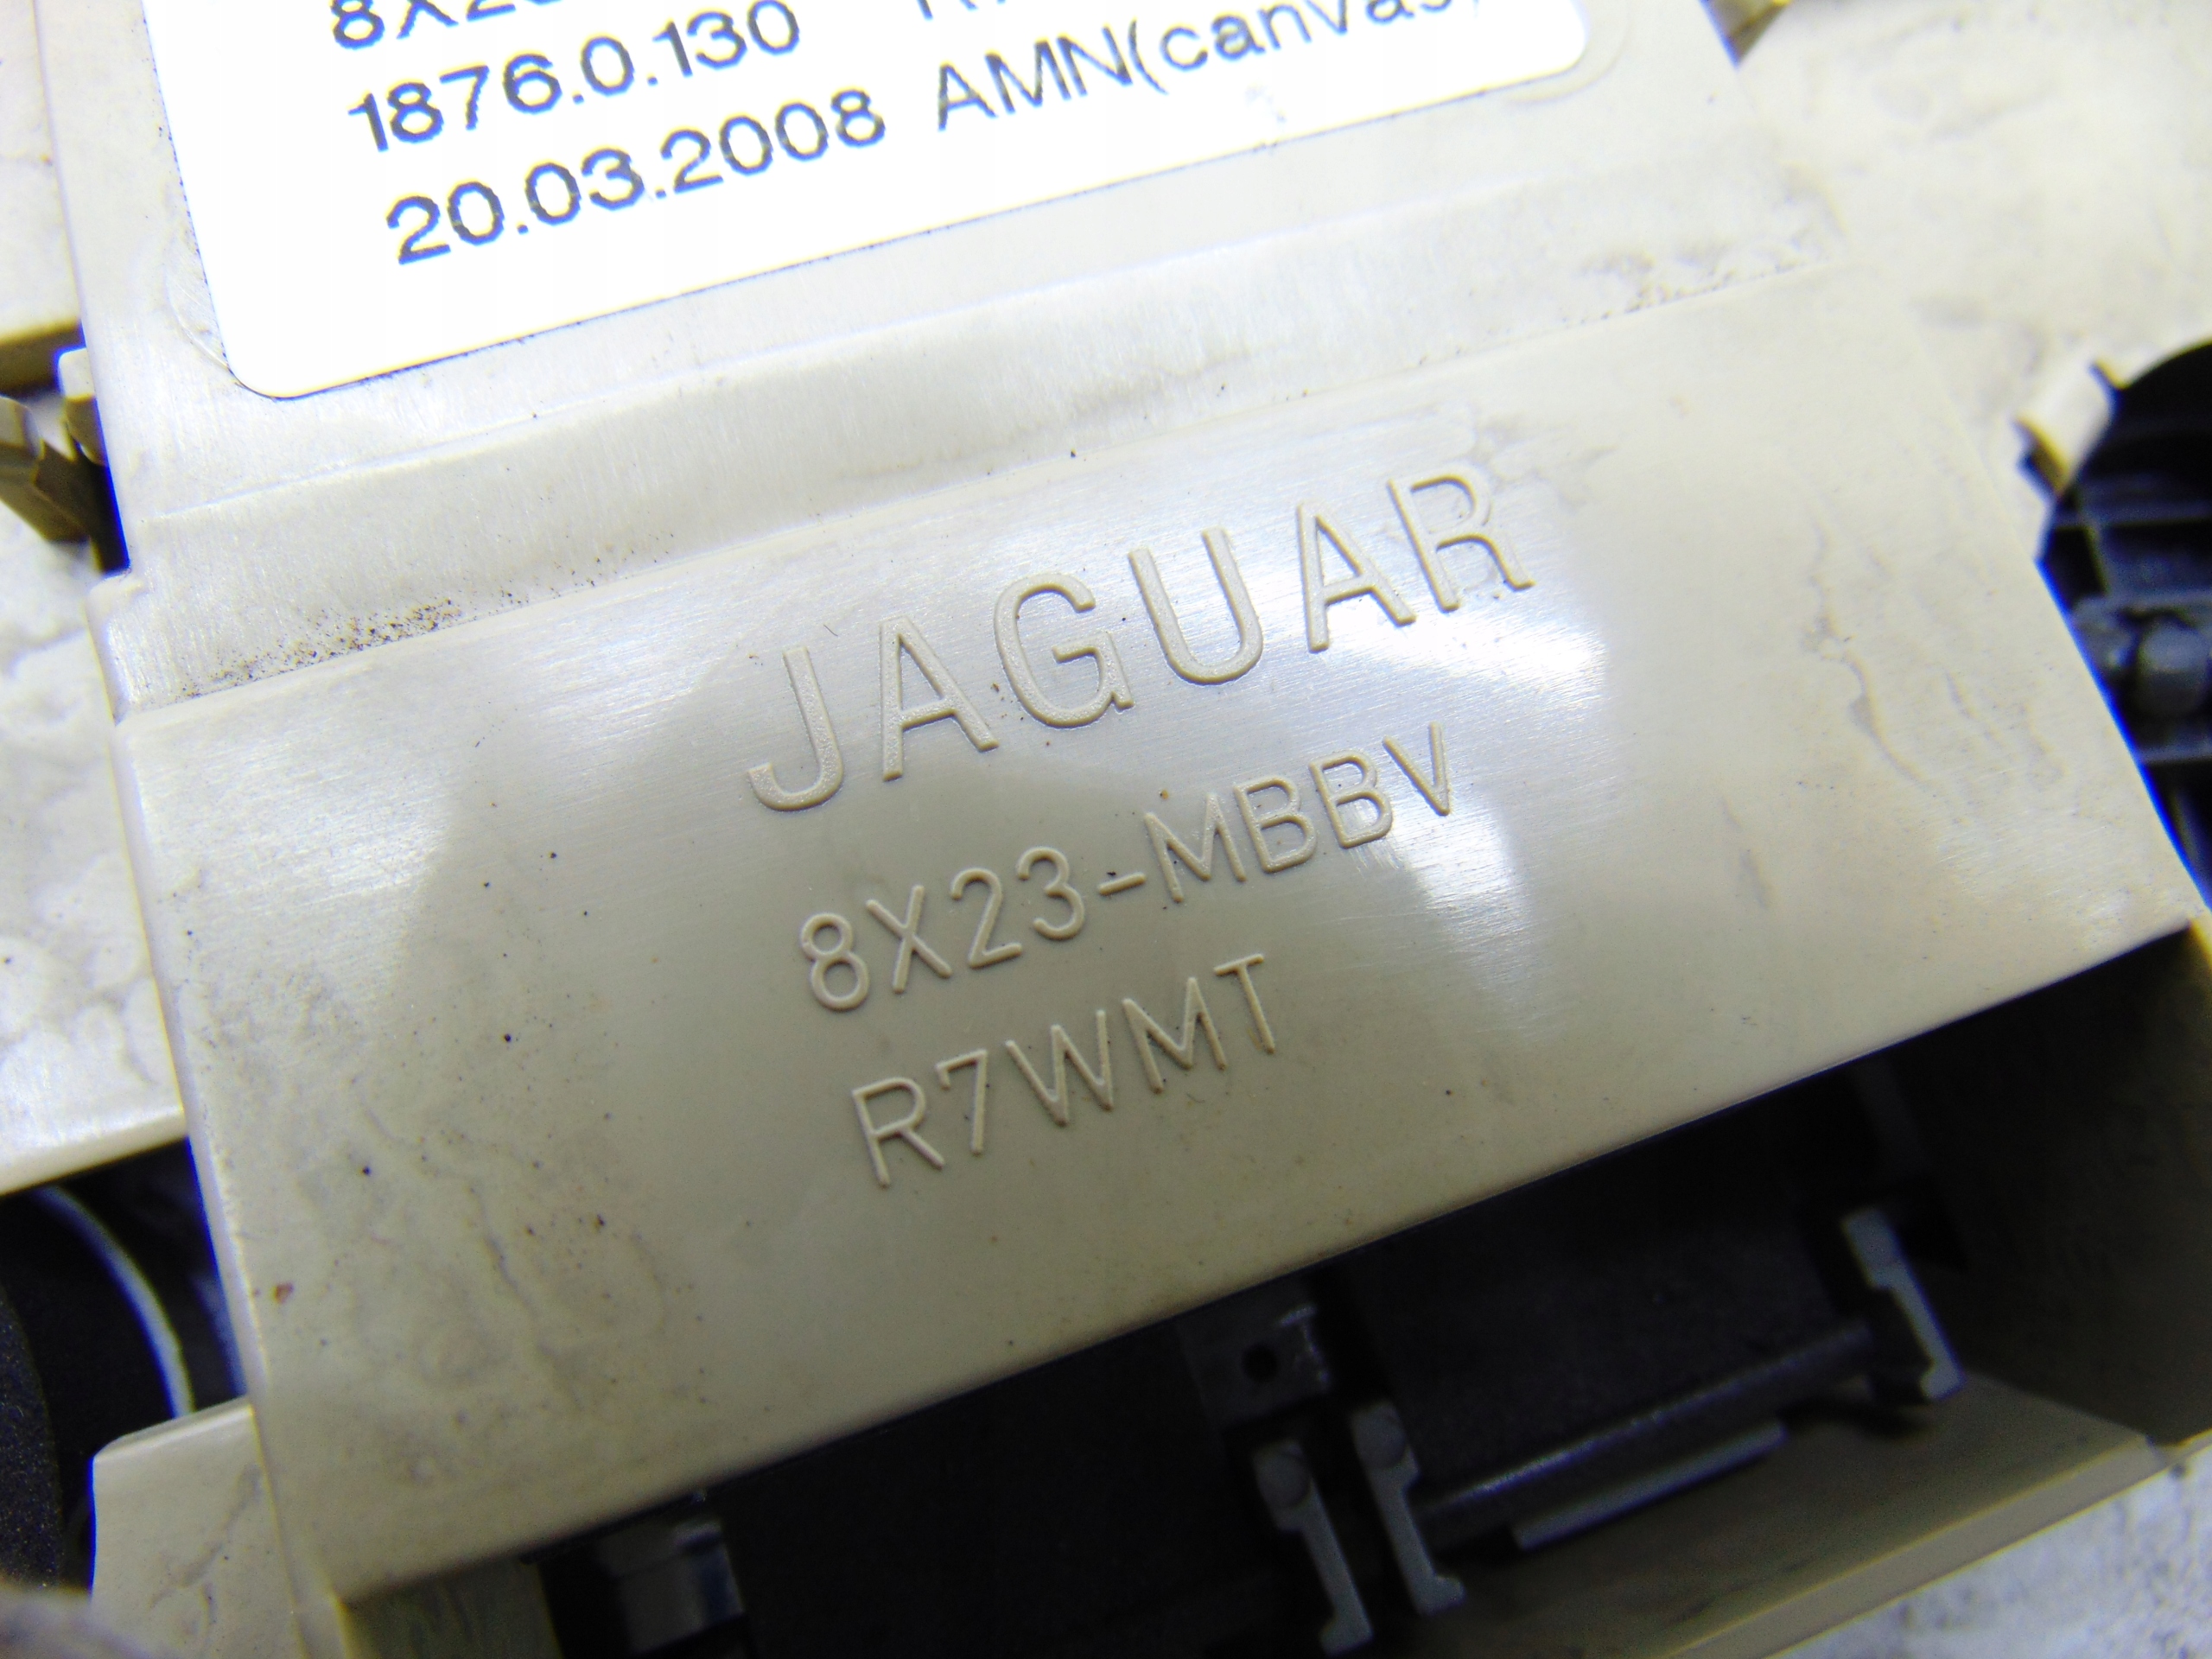 1876.0.130
20.03.2008 AMN(canvas)
JAGUAR
8X23-MBBV
R7WMT